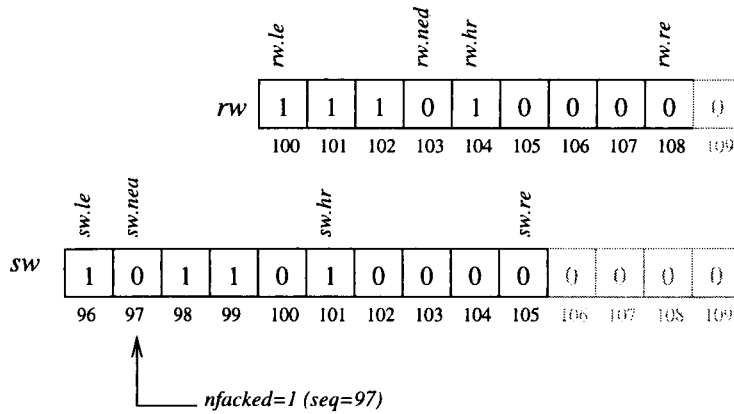 rw.le rw.ned rw.hr rw.re
rw 1 1 1 0 1 0 0 0 0 0
100 101 102 103 104 105 106 107 108 109
sw.le sw.nea sw.hr sw.re
sw 1 0 1 1 0 1 0 0 0 0 0 0 0 0
96 97 98 99 100 101 102 103 104 105 106 107 108 109
nfacked=1 (seq=97)